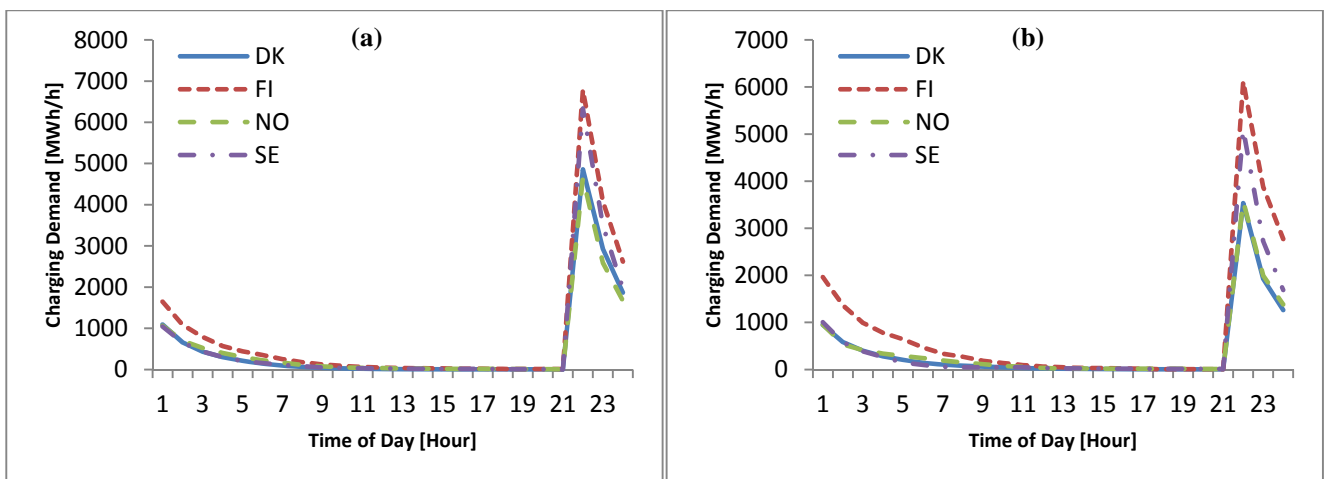 (a)
8000
7000
6000
5000
4000
3000
2000
1000
0
Charging Demand [MWh/h]
DK
FI
NO
SE
1 3 5 7 9 11 13 15 17 19 21 23
Time of Day [Hour]
(b)
7000
6000
5000
4000
3000
2000
1000
0
Charging Demand [MWh/h]
DK
FI
NO
SE
1 3 5 7 9 11 13 15 17 19 21 23
Time of Day [Hour]